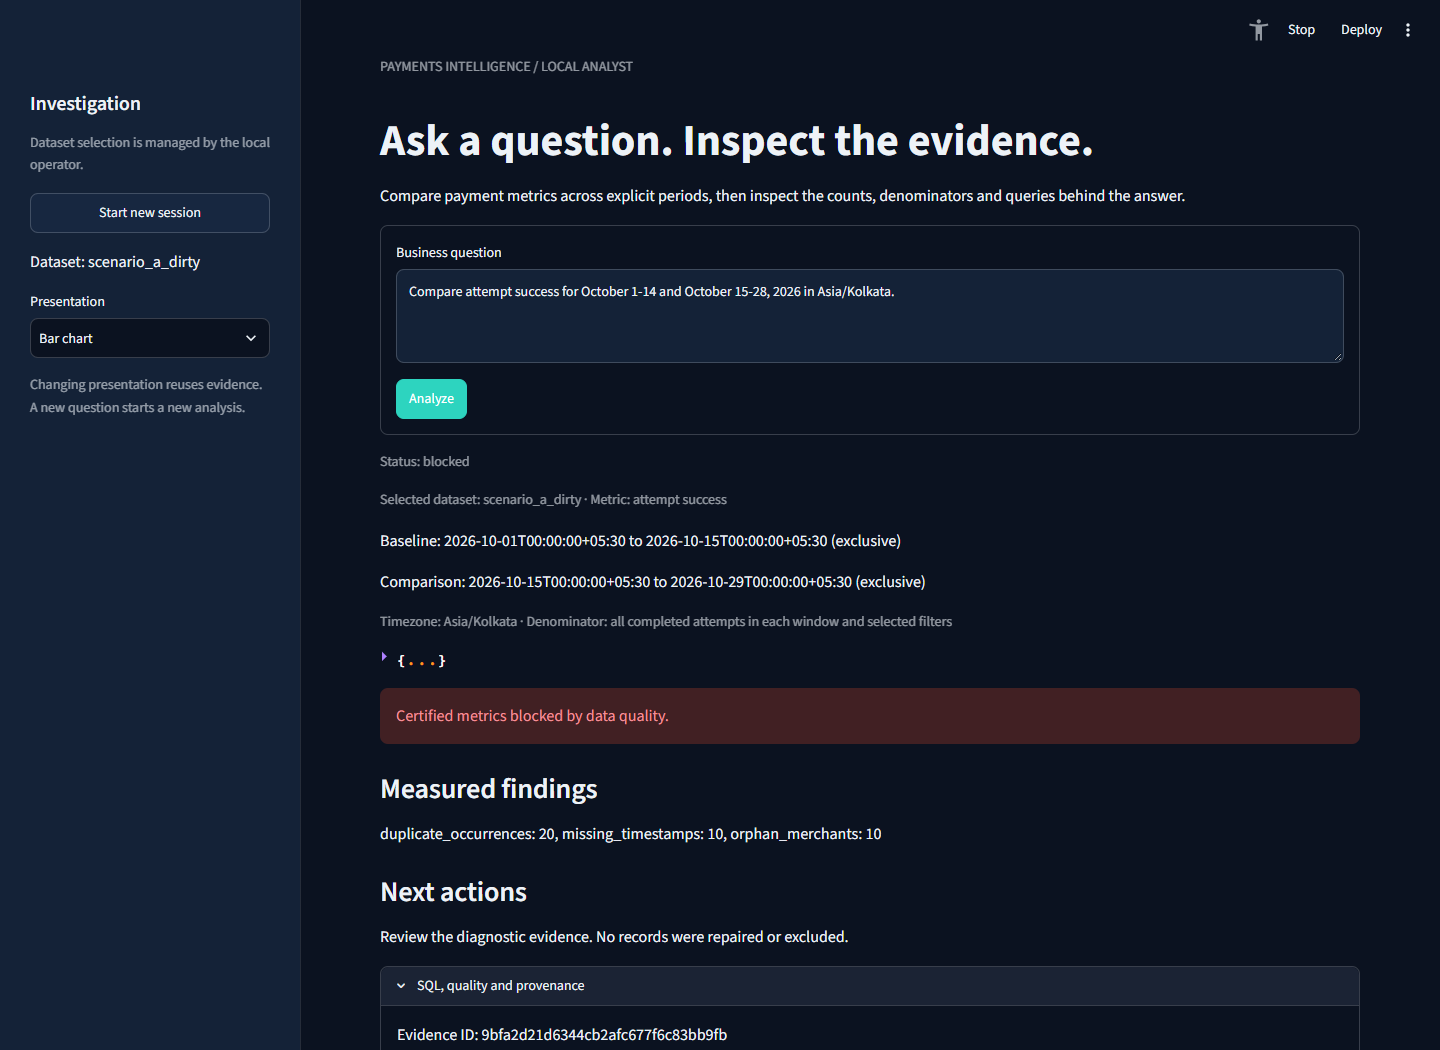 Stop
Deploy
Investigation
Dataset selection is managed by the local
operator.
Start new session
Dataset: scenario_a_dirty
Presentation
Bar chart
Changing presentation reuses evidence.
A new question starts a new analysis.
PAYMENTS INTELLIGENCE / LOCAL ANALYST
Ask a question. Inspect the evidence.
Compare payment metrics across explicit periods, then inspect the counts, denominators and queries behind the answer.
Business question
Compare attempt success for October 1-14 and October 15-28, 2026 in Asia/Kolkata.
Analyze
Status: blocked
Selected dataset: scenario_a_dirty · Metric: attempt success
Baseline: 2026-10-01T00:00:00+05:30 to 2026-10-15T00:00:00+05:30 (exclusive)
Comparison: 2026-10-15T00:00:00+05:30 to 2026-10-29T00:00:00+05:30 (exclusive)
Timezone: Asia/Kolkata · Denominator: all completed attempts in each window and selected filters
{...}
Certified metrics blocked by data quality.
Measured findings
duplicate_occurrences: 20, missing_timestamps: 10, orphan_merchants: 10
Next actions
Review the diagnostic evidence. No records were repaired or excluded.
SQL, quality and provenance
Evidence ID: 9bfa2d21d6344cb2afc677f6c83bb9fb